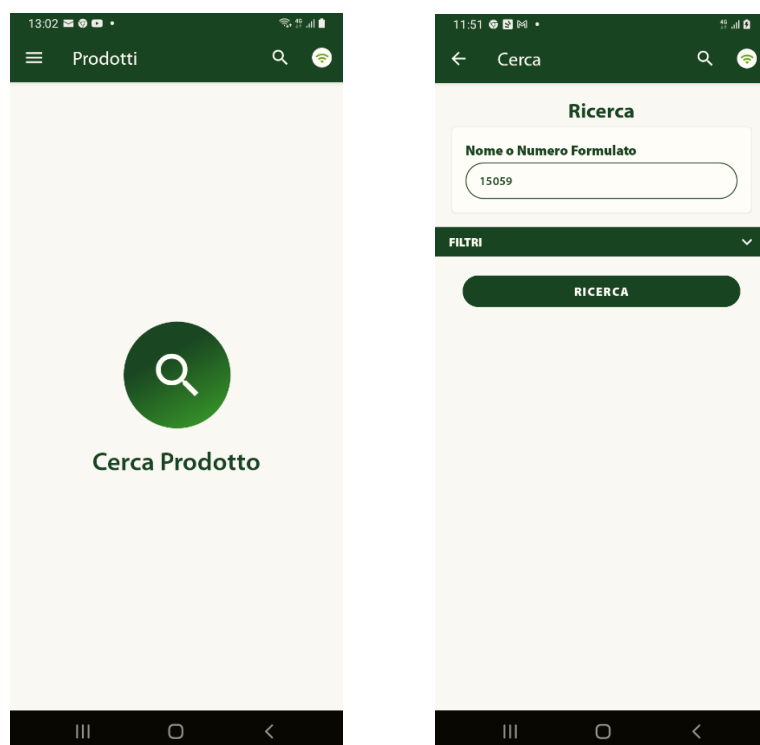 13:02
Prodotti
Cerca Prodotto
11:51
Cerca
Ricerca
Nome o Numero Formulato
15059
FILTRI
RICERCA